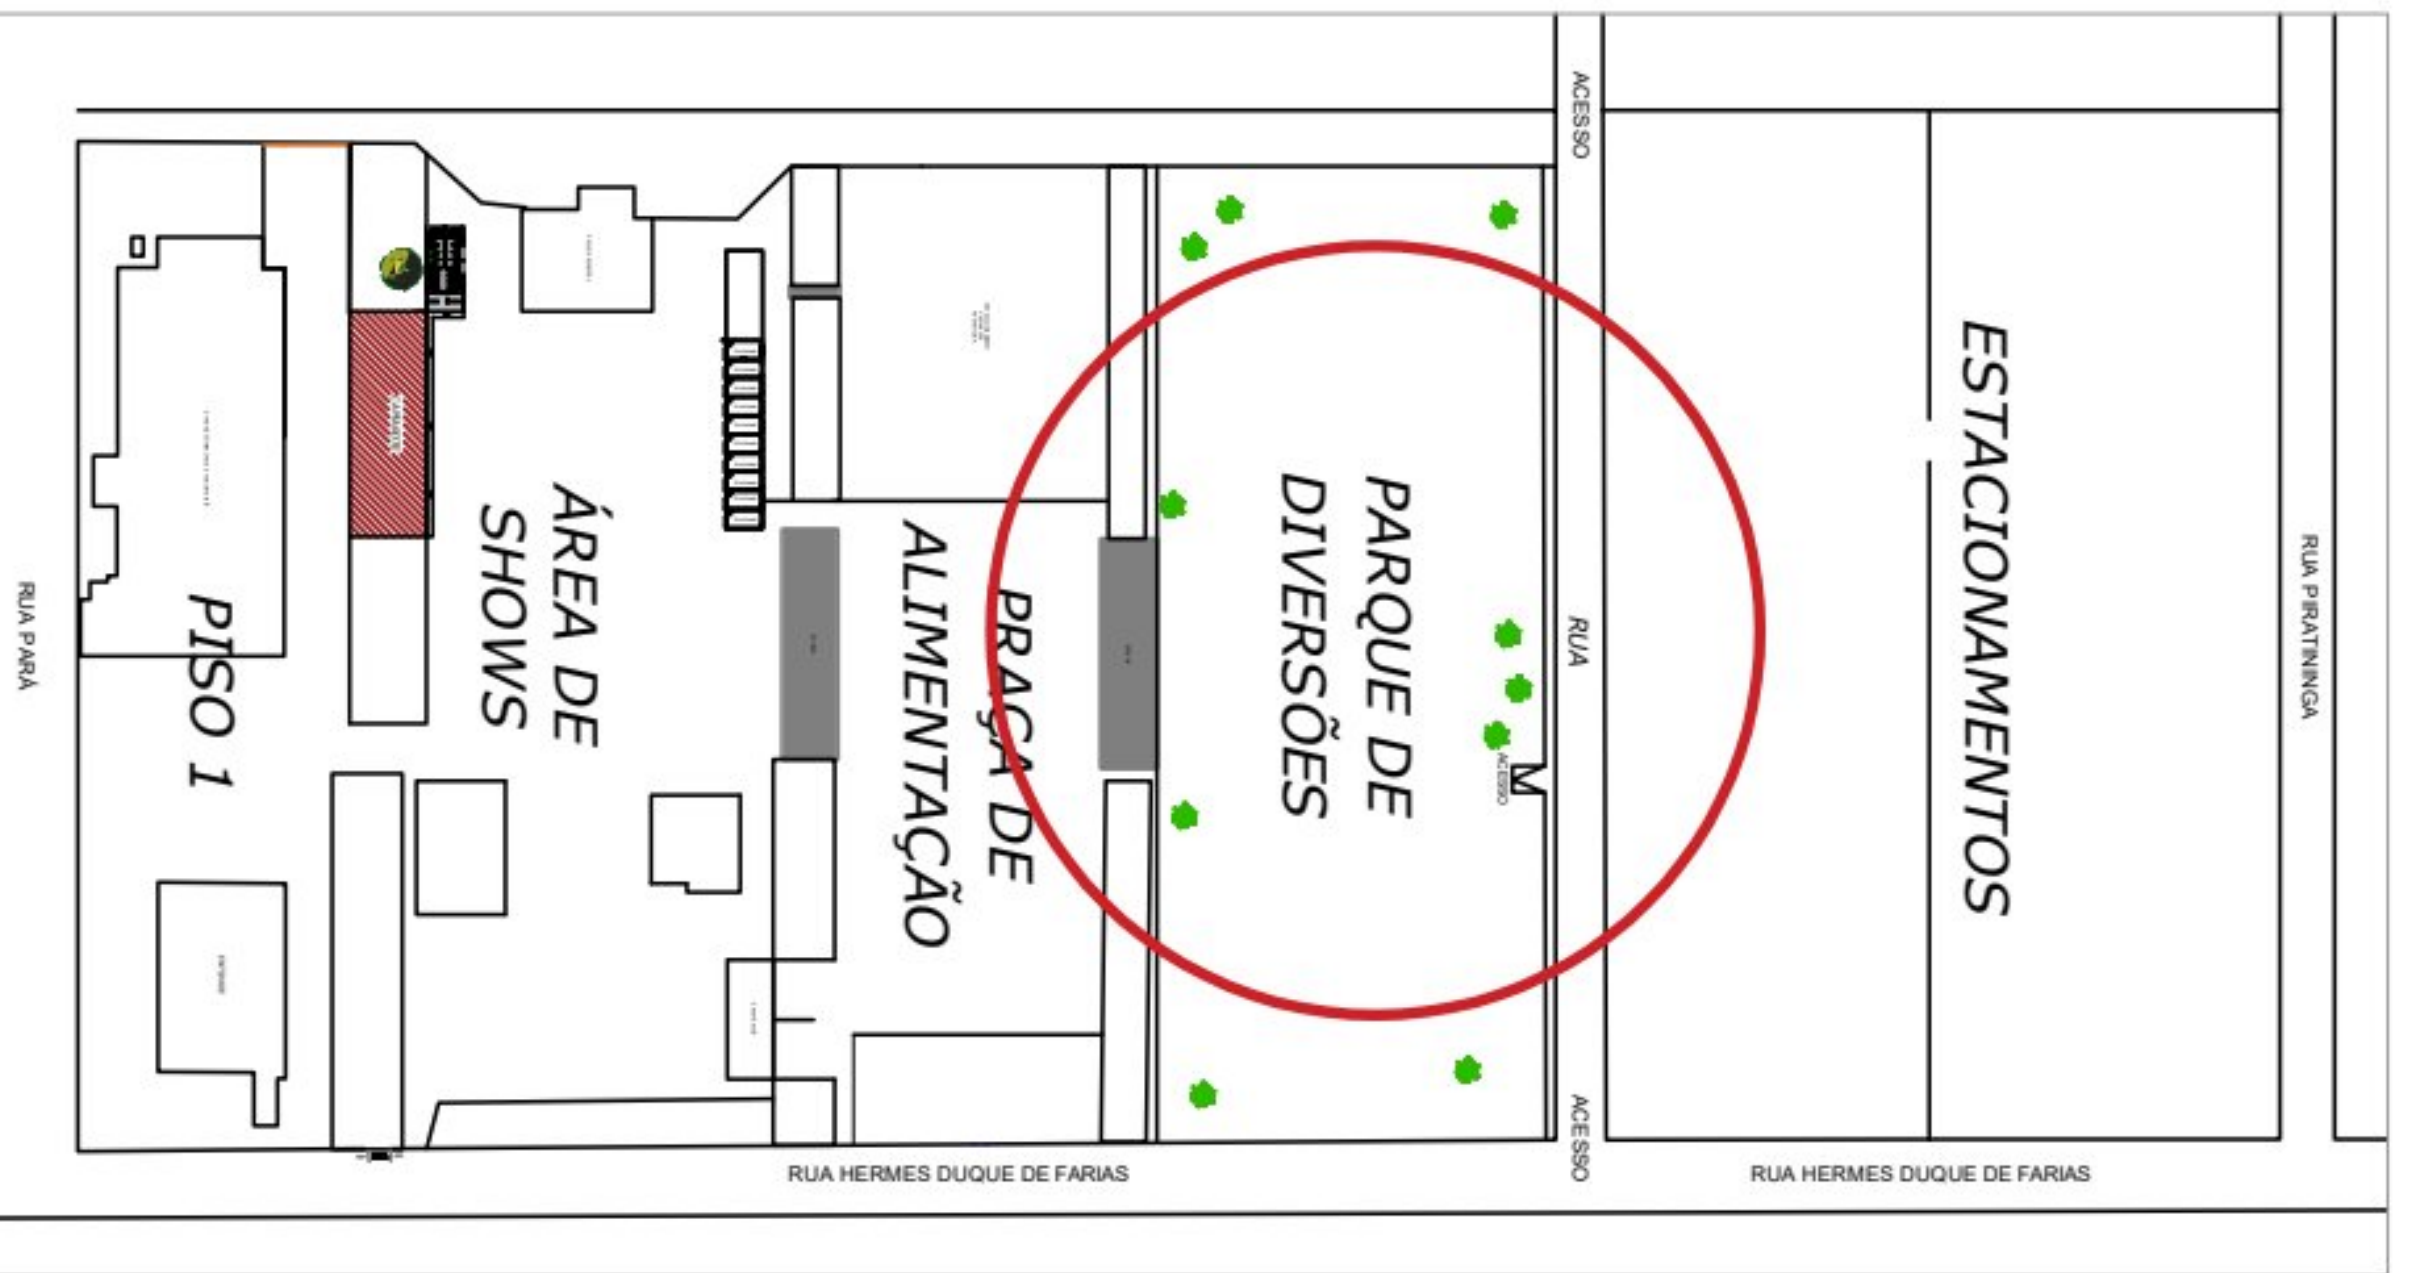 RUA PARÁ
PISO 1
ÁREA DE
SHOWS
PRAÇA DE
ALIMENTAÇÃO
PARQUE DE
DIVERSÕES
ACESSO
ACESSO
RUA
ACESSO
ESTACIONAMENTOS
RUA PIRATININGA
RUA HERMES DUQUE DE FARIAS
RUA HERMES DUQUE DE FARIAS